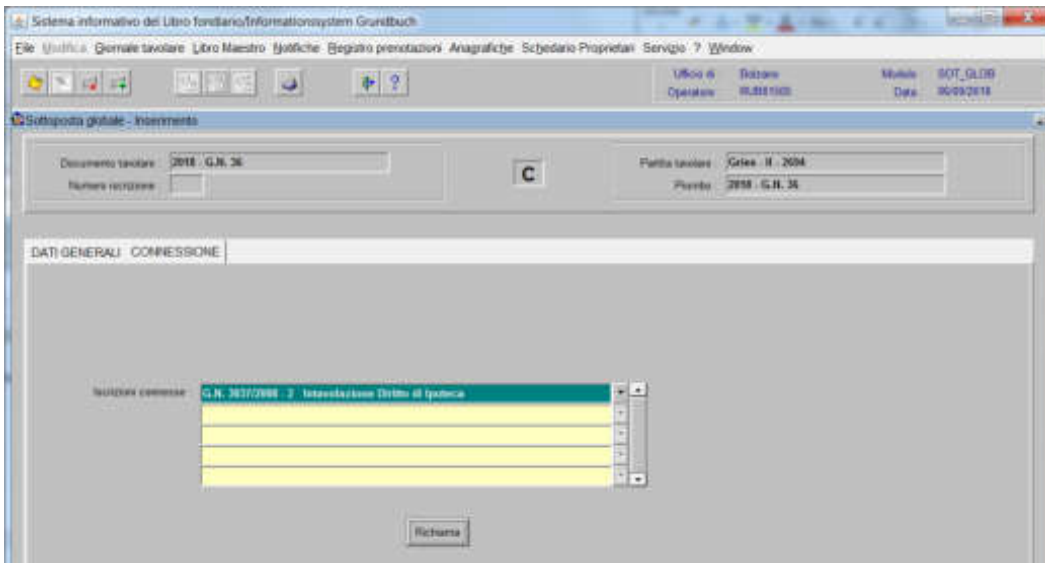 Sistema informativo del Libro fondiario/Informationssystem Grundbuch
File Modifica Giornale tavolare Libro Maestro Notifiche Registro prenotazioni Anagrafiche Schedario Proprietari Servizio ? Window
Ufficio di Bolzano Modulo SOT_GLOB
Operatore Data
Sottoposta globale - Inserimento
Documento tavolare 2018 - G.N. 36 C Partita tavolare Gries - II - 2694
Numero iscrizione Piombo 2018 - G.N. 36
DATI GENERALI CONNESSIONE
Iscrizioni connesse G.N. - 2 Intavolazione Diritto di Ipoteca
Richiama